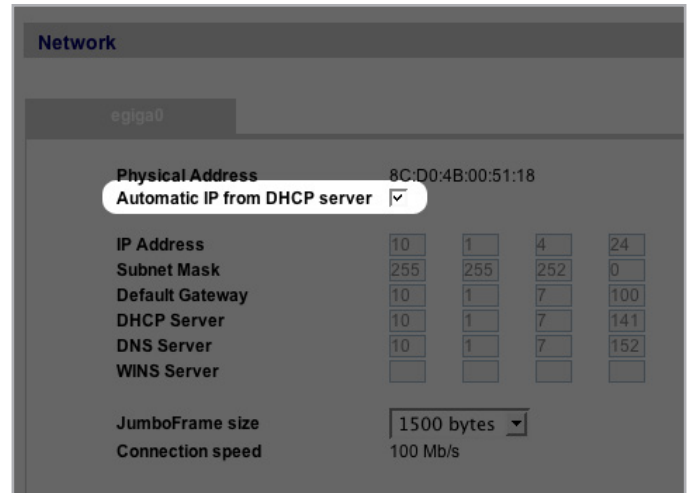 Network
egiga0
Physical Address 8C:D0:4B:00:51:18
Automatic IP from DHCP server
IP Address 10 1 4 24
Subnet Mask 255 255 252 0
Default Gateway 10 1 7 100
DHCP Server 10 1 7 141
DNS Server 10 1 7 152
WINS Server
JumboFrame size 1500 bytes
Connection speed 100 Mb/s